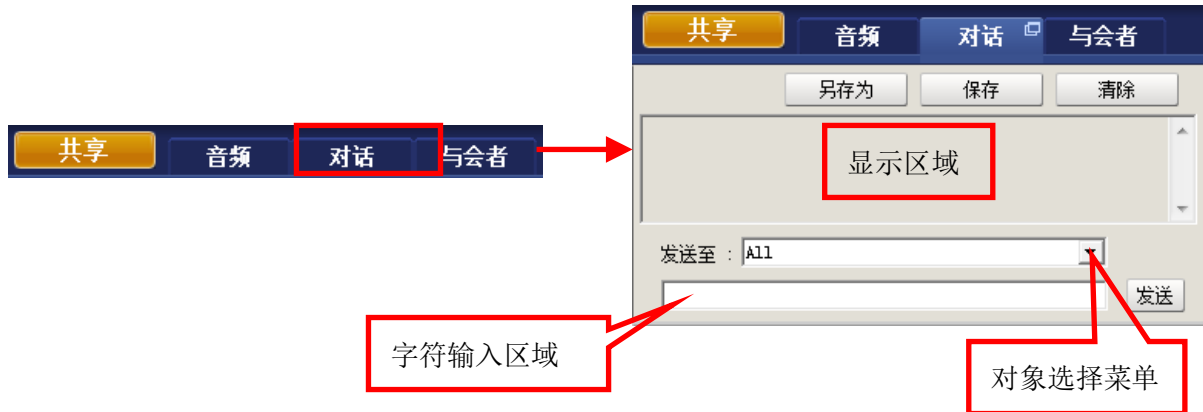 共享 音频 对话 与会者
共享 音频 对话 与会者
另存为 保存 清除
显示区域
发送至 : All
发送
字符输入区域
对象选择菜单